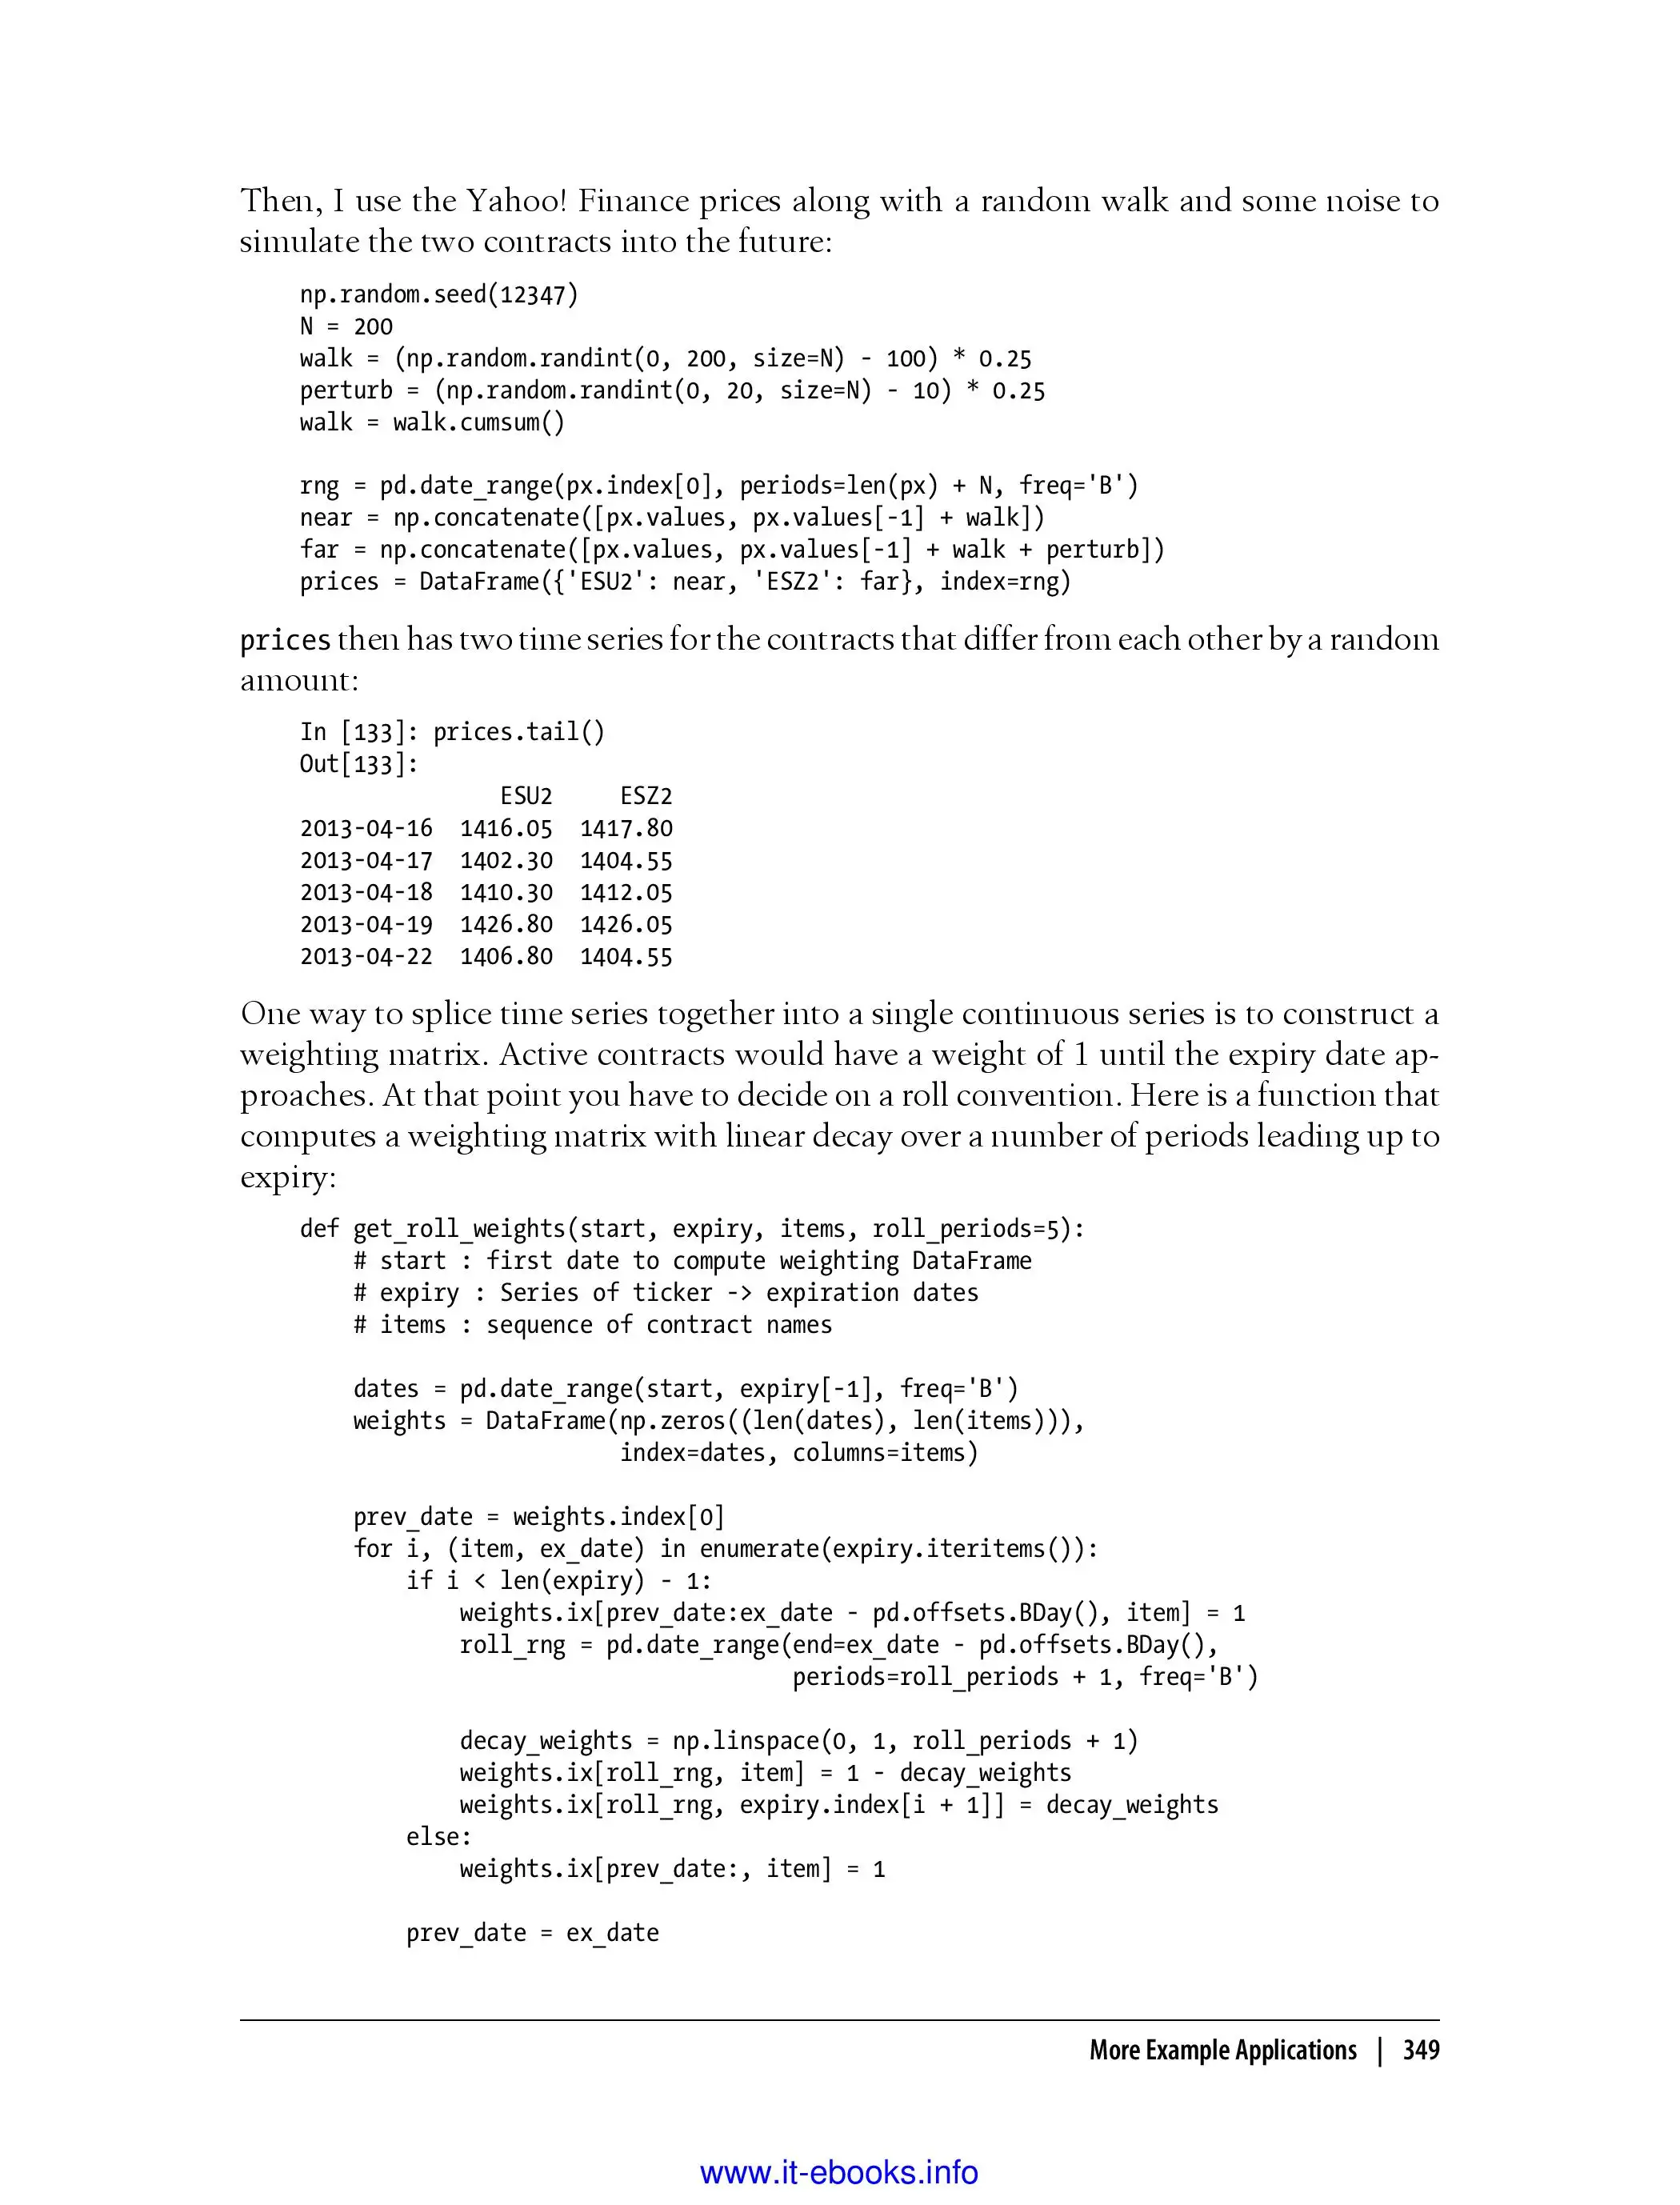 Then, I use the Yahoo! Finance prices along with a random walk and some noise to
simulate the two contracts into the future:
np.random.seed(12347)
N = 200
walk = (np.random.randint(0, 200, size=N) - 100) * 0.25
perturb = (np.random.randint(0, 20, size=N) - 10) * 0.25
walk = walk.cumsum()
rng = pd.date_range(px.index[0], periods=len(px) + N, freq='B')
near = np.concatenate([px.values, px.values[-1] + walk])
far = np.concatenate([px.values, px.values[-1] + walk + perturb])
prices = DataFrame({'ESU2': near, 'ESZ2': far}, index=rng)
prices then has two time series for the contracts that differ from each other by a random
amount:
In [133]: prices.tail()
Out[133]:
               ESU2     ESZ2
2013-04-16  1416.05  1417.80
2013-04-17  1402.30  1404.55
2013-04-18  1410.30  1412.05
2013-04-19  1426.80  1426.05
2013-04-22  1406.80  1404.55
One way to splice time series together into a single continuous series is to construct a
weighting matrix. Active contracts would have a weight of 1 until the expiry date ap-
proaches. At that point you have to decide on a roll convention. Here is a function that
computes a weighting matrix with linear decay over a number of periods leading up to
expiry:
def get_roll_weights(start, expiry, items, roll_periods=5):
    # start : first date to compute weighting DataFrame
    # expiry : Series of ticker -> expiration dates
    # items : sequence of contract names
    dates = pd.date_range(start, expiry[-1], freq='B')
    weights = DataFrame(np.zeros((len(dates), len(items))),
                        index=dates, columns=items)
    prev_date = weights.index[0]
    for i, (item, ex_date) in enumerate(expiry.iteritems()):
        if i < len(expiry) - 1:
            weights.ix[prev_date:ex_date - pd.offsets.BDay(), item] = 1
            roll_rng = pd.date_range(end=ex_date - pd.offsets.BDay(),
                                     periods=roll_periods + 1, freq='B')
            decay_weights = np.linspace(0, 1, roll_periods + 1)
            weights.ix[roll_rng, item] = 1 - decay_weights
            weights.ix[roll_rng, expiry.index[i + 1]] = decay_weights
        else:
            weights.ix[prev_date:, item] = 1
        prev_date = ex_date
More Example Applications | 349
www.it-ebooks.info